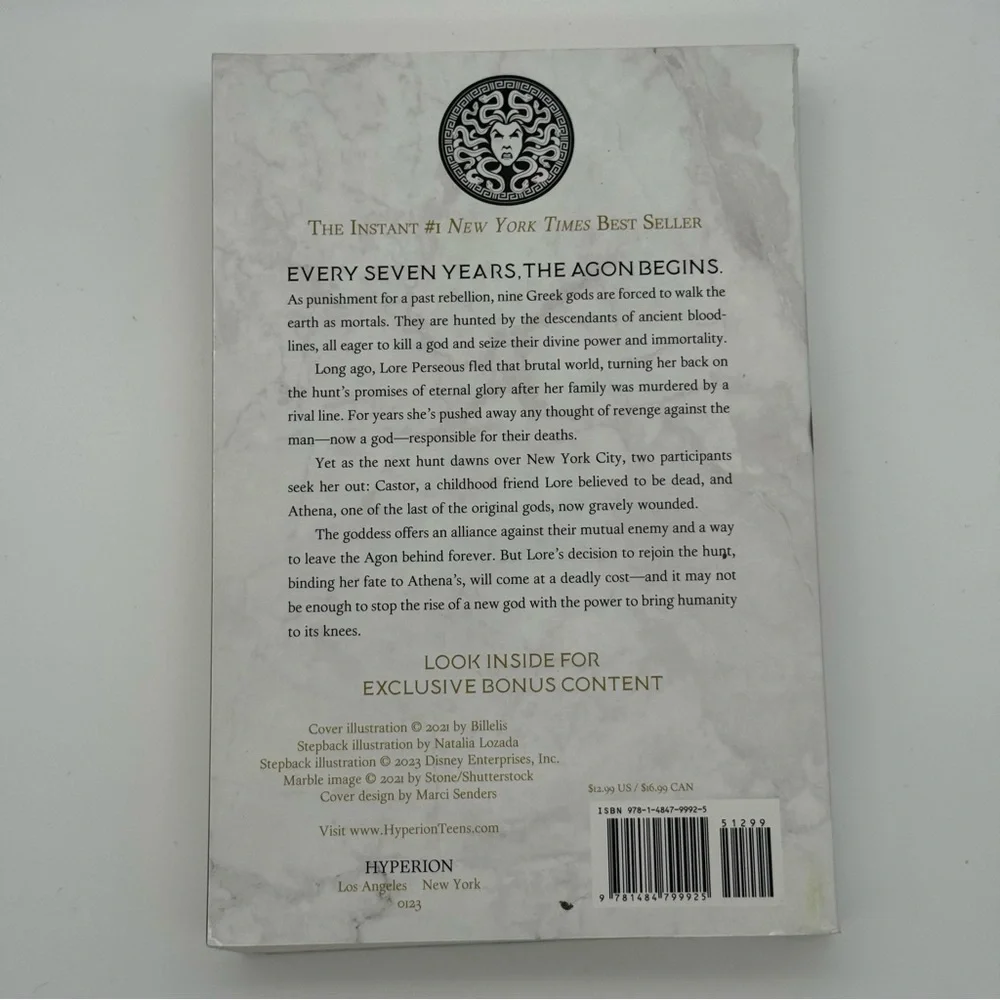 THE INSTANT #1 NEW YORK TIMES BEST SELLER
EVERY SEVEN YEARS, THE AGON BEGINS.
As punishment for a past rebellion, nine Greek gods are forced to walk the
earth as mortals. They are hunted by the descendants of ancient blood-
lines, all eager to kill a god and seize their divine power and immortality.
Long ago, Lore Perseous fled that brutal world, turning her back on
the hunt's promises of eternal glory after her family was murdered by a
rival line. For years she's pushed away any thought of revenge against the
man—now a god—responsible for their deaths.
Yet as the next hunt dawns over New York City, two participants
seek her out: Castor, a childhood friend Lore believed to be dead, and
Athena, one of the last of the original gods, now gravely wounded.
The goddess offers an alliance against their mutual enemy and a way
to leave the Agon behind forever. But Lore's decision to rejoin the hunt,
binding her fate to Athena's, will come at a deadly cost—and it may not
be enough to stop the rise of a new god with the power to bring humanity
to its knees.
LOOK INSIDE FOR
EXCLUSIVE BONUS CONTENT
Cover illustration © 2021 by Billelis
Stepback illustration by Natalia Lozada
Stepback illustration © 2023 Disney Enterprises, Inc.
Marble image © 2021 by Stone/Shutterstock
Cover design by Marci Senders
Visit www.HyperionTeens.com
HYPERION
Los Angeles New York
0123
$12.99 US / $16.99 CAN
ISBN 978-1-4847-9992-5
51299
9 781484 799925